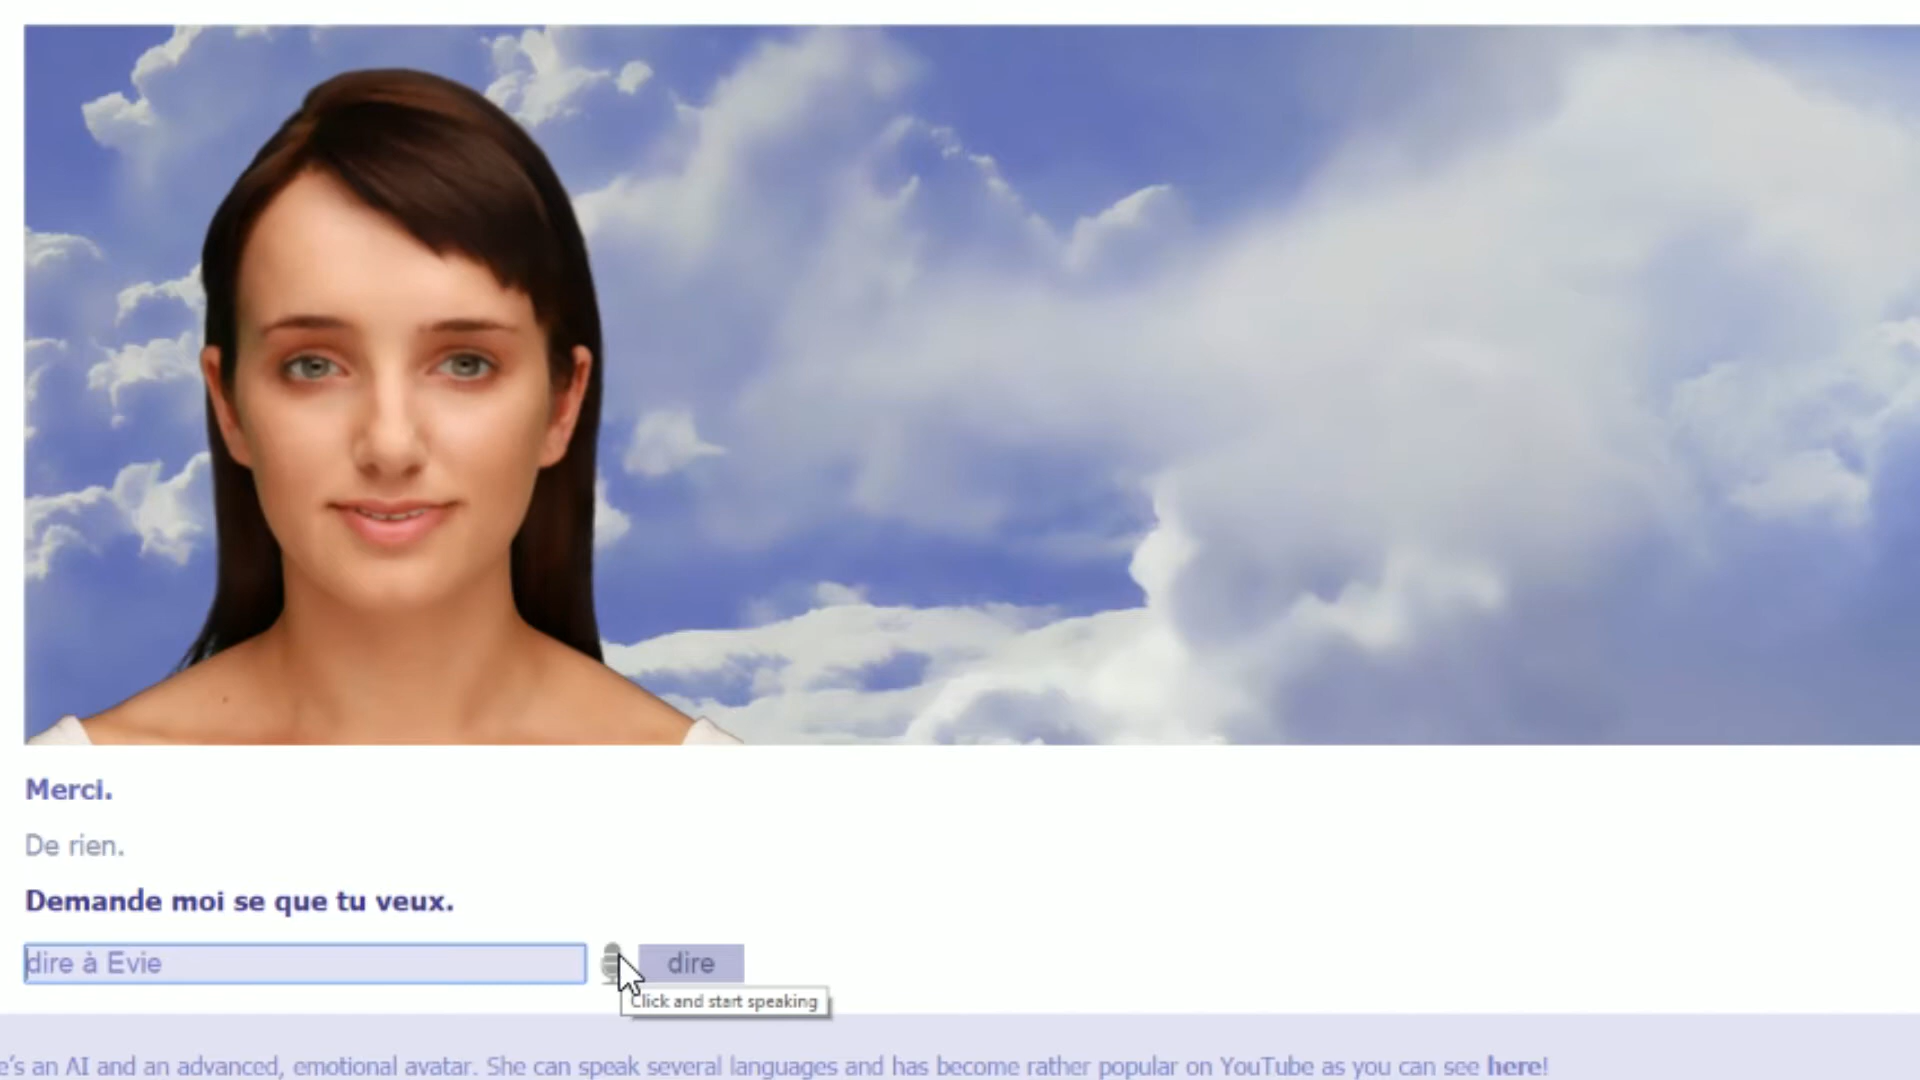 Merci.
De rien.
Demande moi se que tu veux.
dire à Evie
dire
Click and start speaking
e's an AI and an advanced, emotional avatar. She can speak several languages and has become rather popular on YouTube as you can see here!